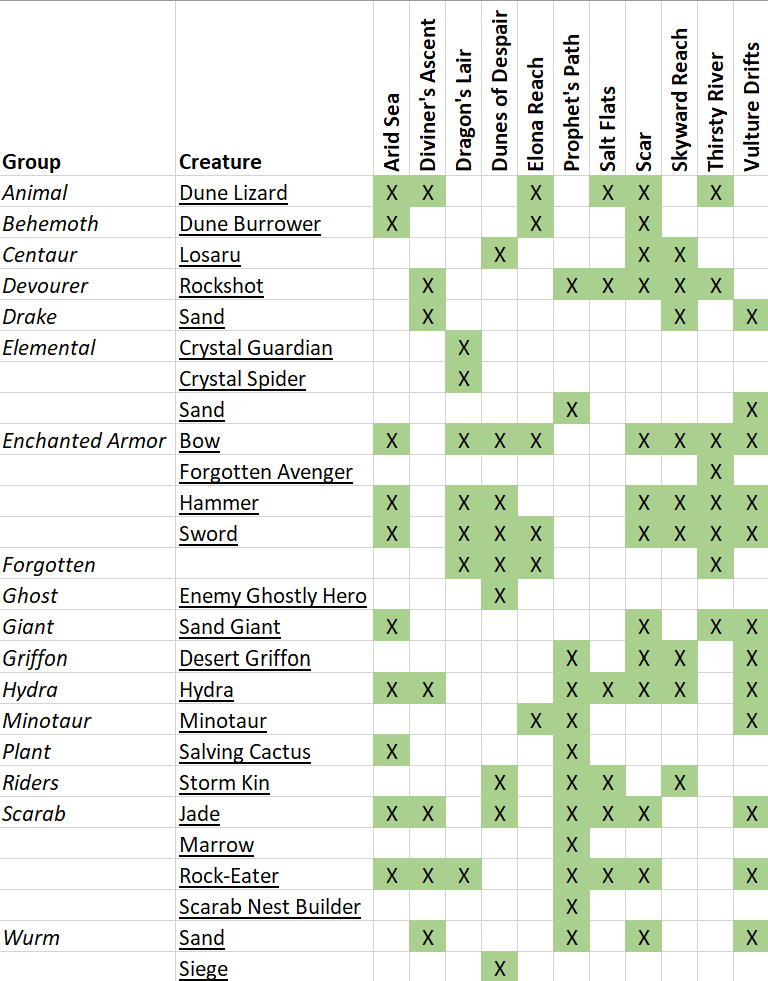 Group Creature Arid Sea Diviner's Ascent Dragon's Lair Dunes of Despair Elona Reach Prophet's Path Salt Flats Scar Skyward Reach Thirsty River Vulture Drifts
Animal Dune Lizard X X X X X X
Behemoth Dune Burrower X X X
Centaur Losaru X X X
Devourer Rockshot X X X X X X
Drake Sand X X X
Elemental Crystal Guardian X
Crystal Spider X
Sand X X
Enchanted Armor Bow X X X X X X X X
Forgotten Avenger X
Hammer X X X X X X X
Sword X X X X X X X X
Forgotten X X X X
Ghost Enemy Ghostly Hero X
Giant Sand Giant X X X X
Griffon Desert Griffon X X X X
Hydra Hydra X X X X X X X
Minotaur Minotaur X X X
Plant Salving Cactus X X
Riders Storm Kin X X X X
Scarab Jade X X X X X X X
Marrow X
Rock-Eater X X X X X X X
Scarab Nest Builder X
Wurm Sand X X X X
Siege X